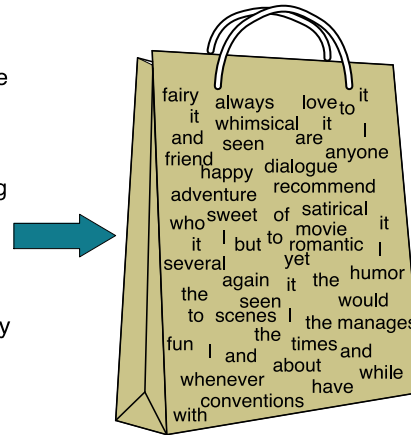 e
g
y
fairy always love to it
it whimsical it I
and seen are anyone
friend happy dialogue
adventure recommend
who sweet of satirical it
it I but to movie romantic I
several yet
again it the humor
the seen would
to scenes I the manages
fun I and the times and
whenever about while
have
conventions
with